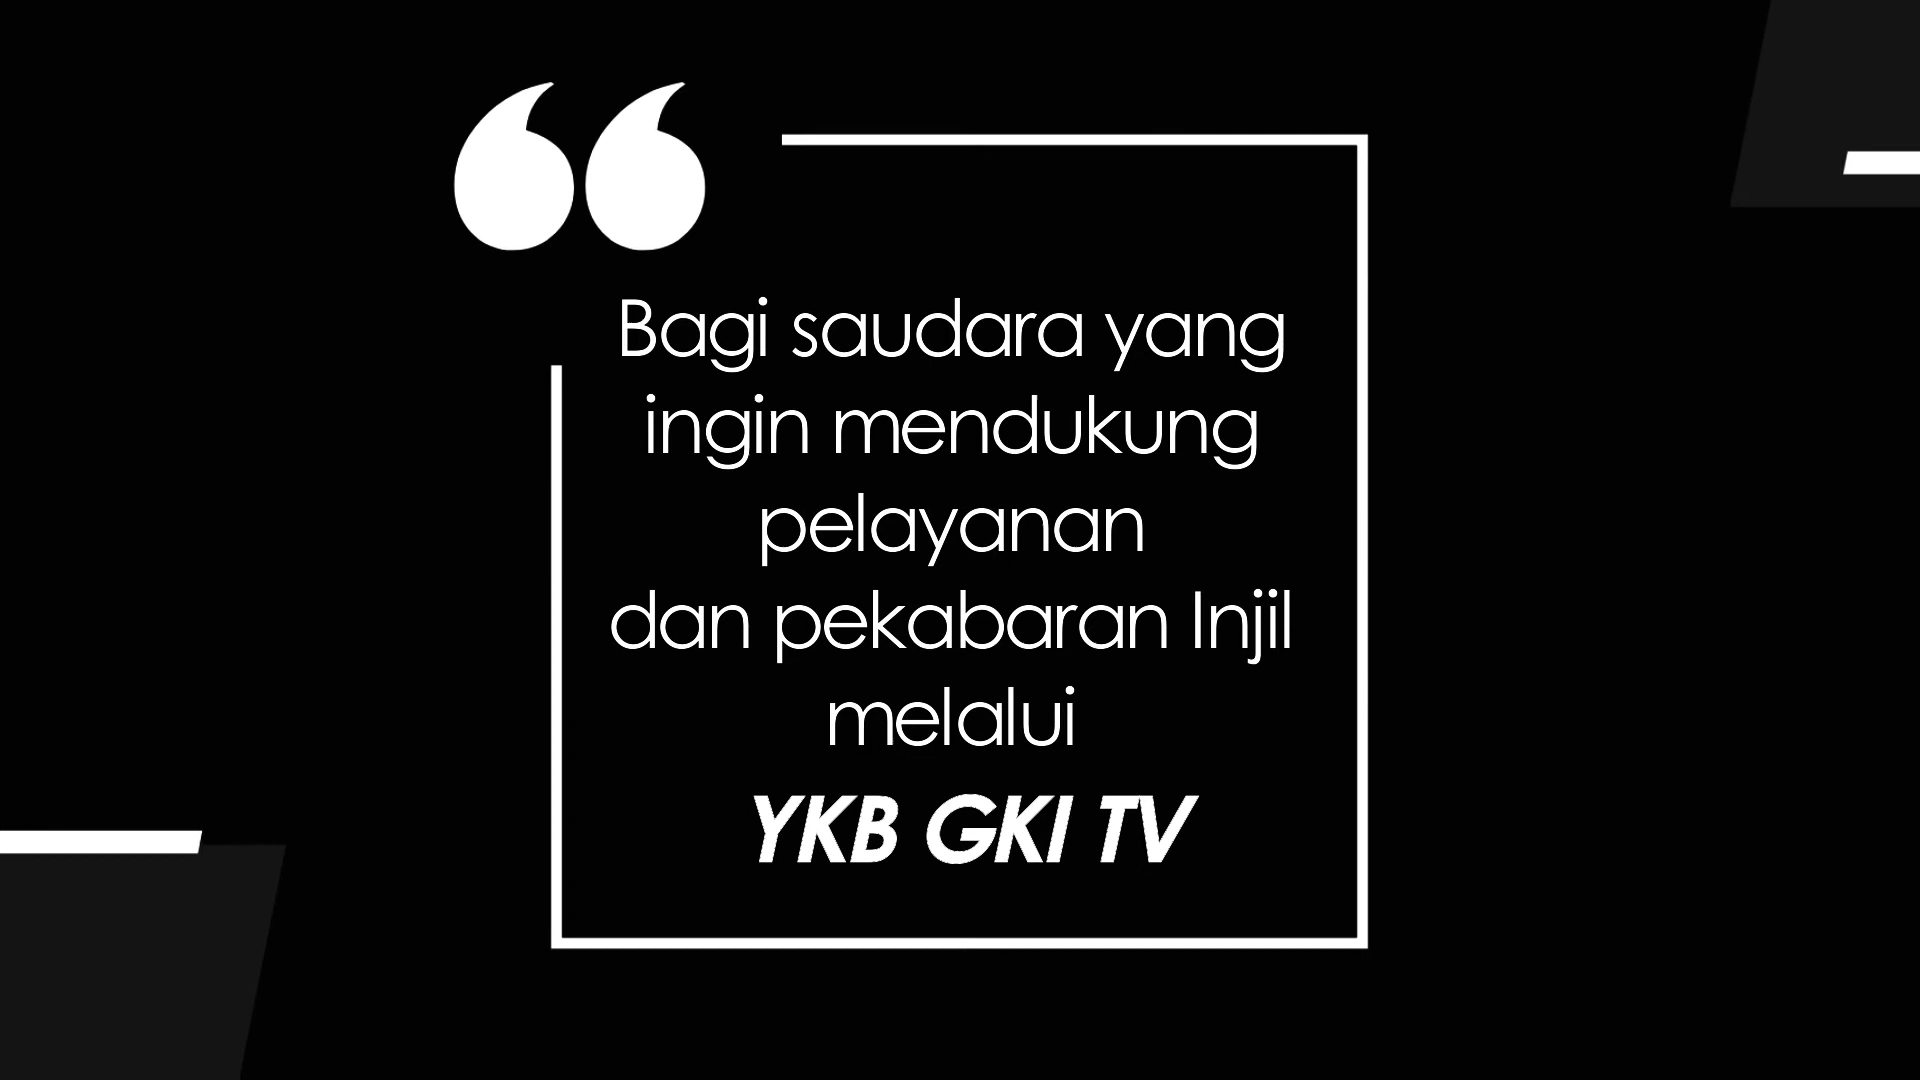 Bagi saudara yang
ingin mendukung
pelayanan
dan pekabaran Injil
melalui
YKB GKI TV